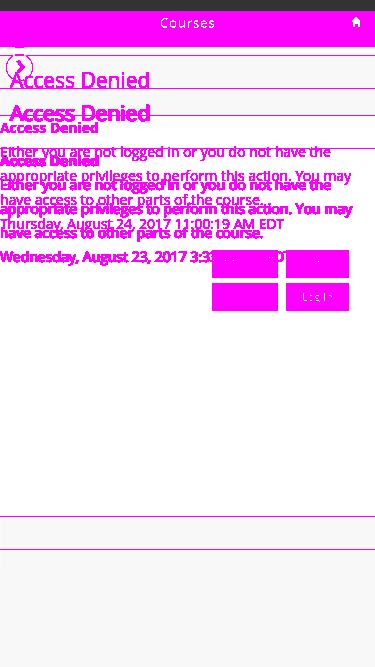 Courses
Access Denied
Access Denied
Access Denied
Either you are not logged in or you do not have the
Access Denied
appropriate privileges to perform this action. You may
Either you are not logged in or you do not have the
have access to other parts of the course.
appropriate privileges to perform this action. You may
Thursday, August 24, 2017 11:00:19 AM EDT
have access to other parts of the course.
Wednesday, August 23, 2017
Log In